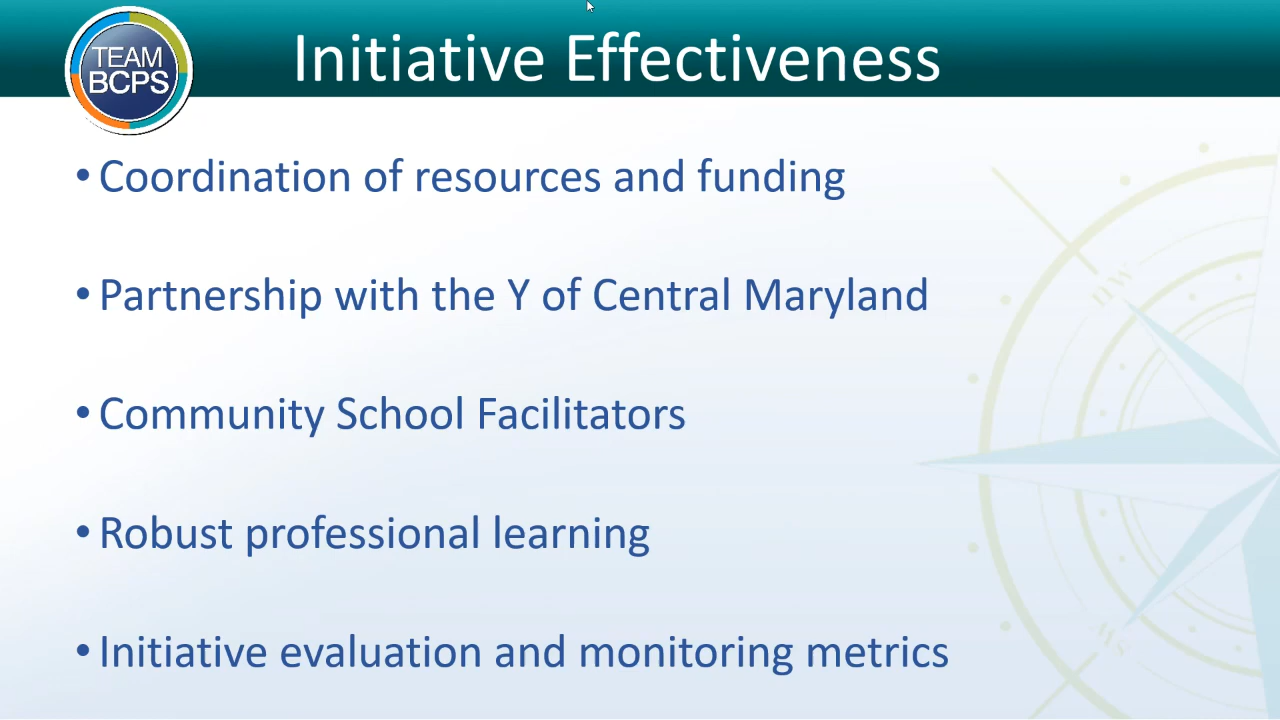 TEAM
BCPS
Initiative Effectiveness
• Coordination of resources and funding
• Partnership with the Y of Central Maryland
• Community School Facilitators
• Robust professional learning
• Initiative evaluation and monitoring metrics